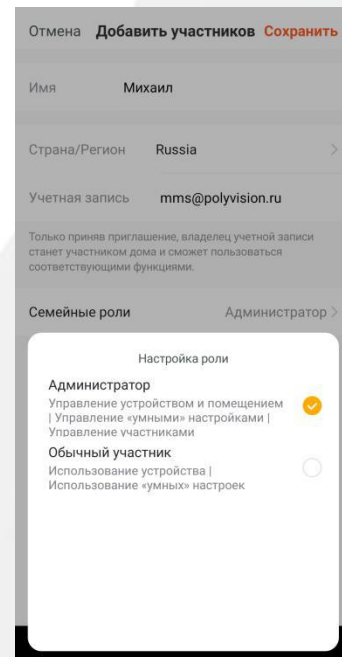 Отмена Добавить участников Сохранить
Имя Михаил
Страна/Регион Russia
Учетная запись mms@polyvision.ru
Только приняв приглашение, владелец учетной записи
станет участником дома и сможет пользоваться
соответствующими функциями.
Семейные роли Администратор
Настройка роли
Администратор
Управление устройством и помещением
| Управление «умными» настройками |
Управление участниками
Обычный участник
Использование устройства |
Использование «умных» настроек